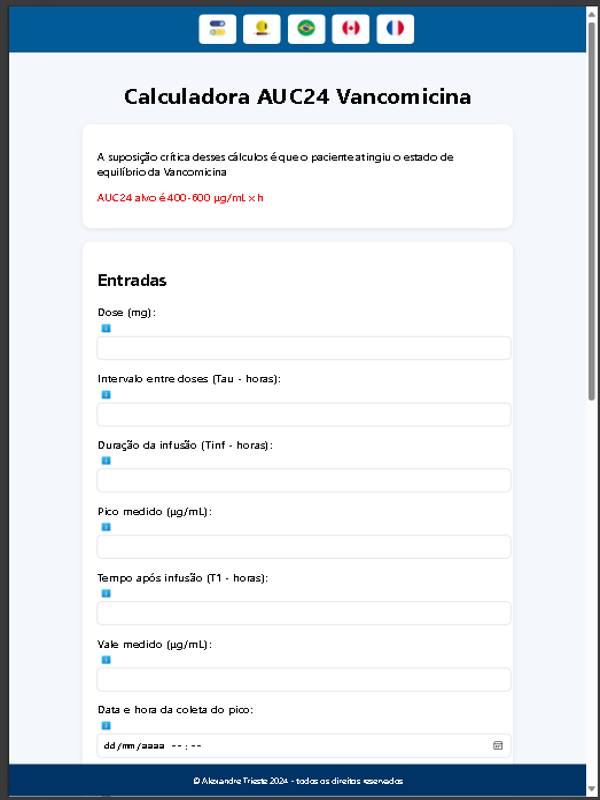 Calculadora AUC24 Vancomicina
A suposição crítica desses cálculos é que o paciente atingiu o estado de
equilíbrio da Vancomicina
AUC24 alvo é 400-600 µg/mL x h
Entradas
Dose (mg):
Intervalo entre doses (Tau - horas):
Duração da infusão (Tinf - horas):
Pico medido (µg/mL):
Tempo após infusão (T1 - horas):
Vale medido (µg/mL):
Data e hora da coleta do pico:
dd/mm/aaaa --:--
© Alexandre Trieste 2024 - todos os direitos reservados